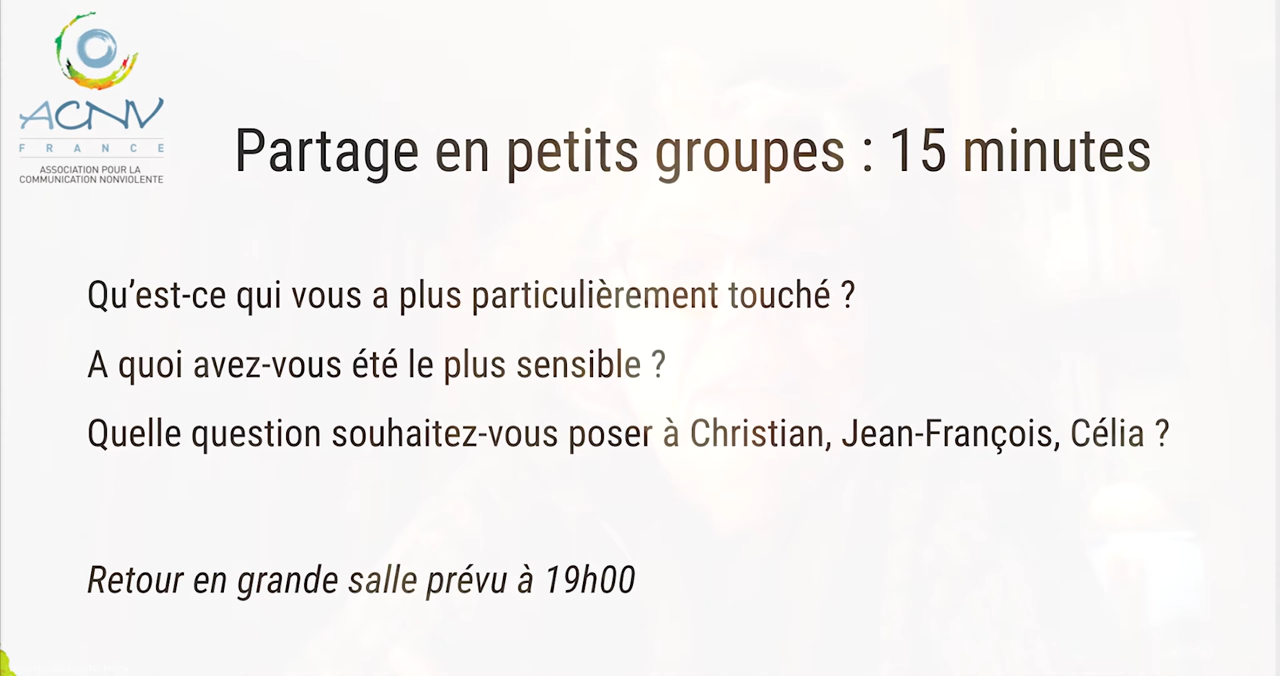 ACNV
FRANCE
ASSOCIATION POUR LA
COMMUNICATION NONVIOLENTE
Partage en petits groupes : 15 minutes
Qu’est-ce qui vous a plus particulièrement touché ?
A quoi avez-vous été le plus sensible ?
Quelle question souhaitez-vous poser à Christian, Jean-François, Célia ?
Retour en grande salle prévu à 19h00